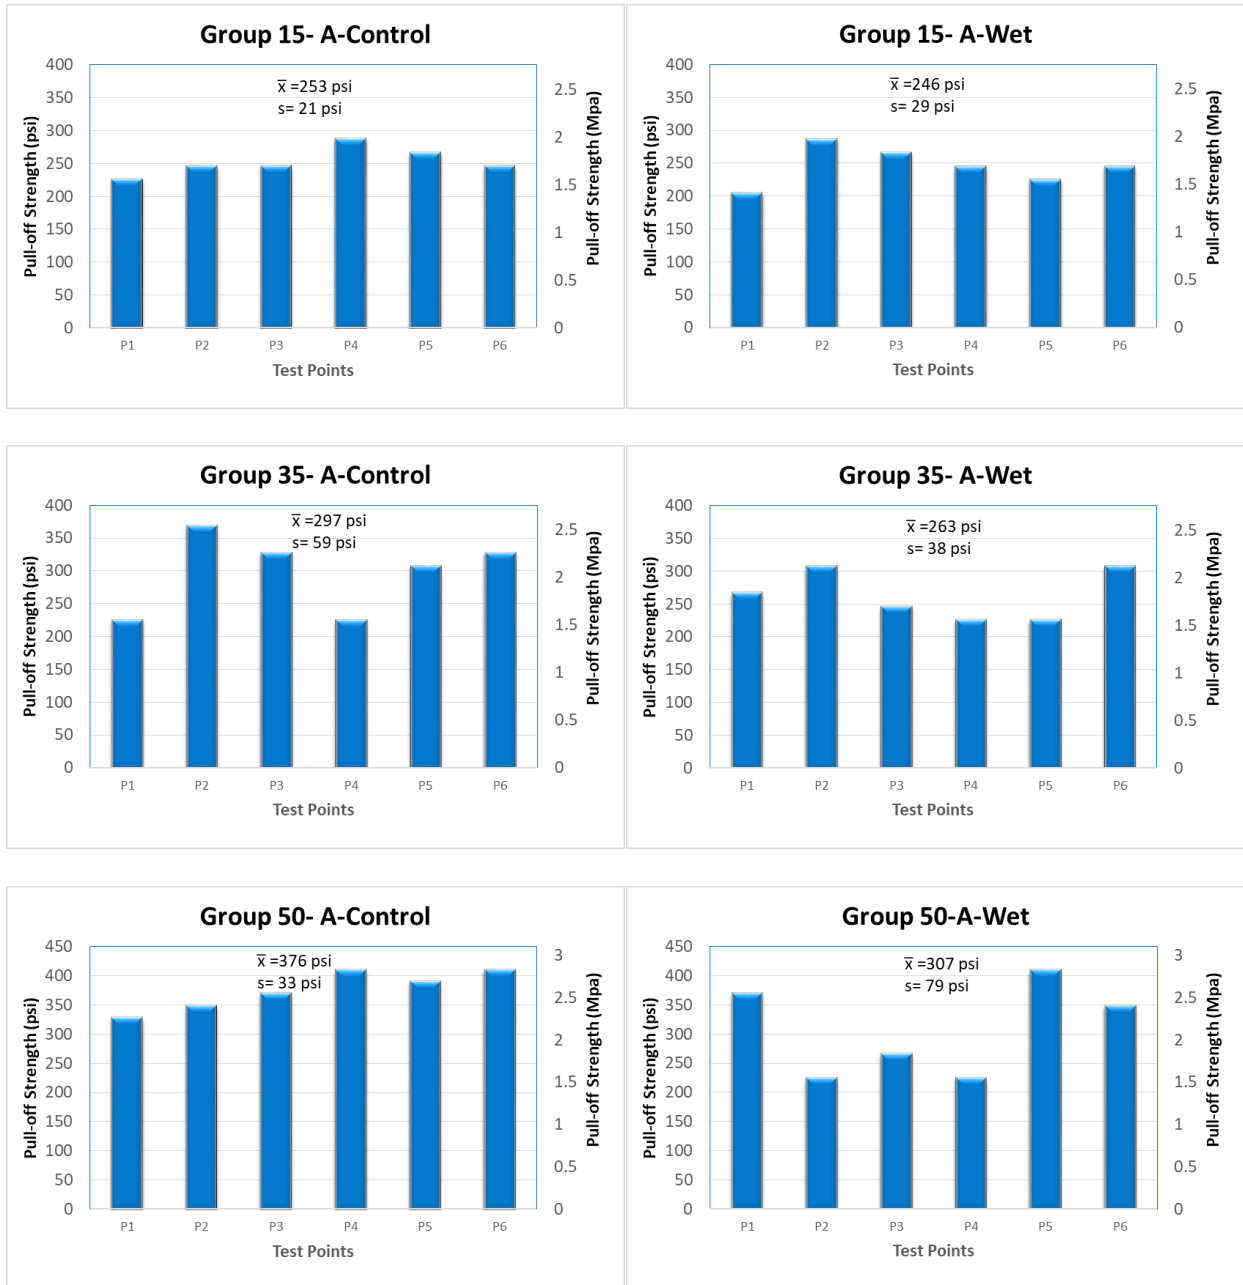 Group 15- A-Control
x̅ =253 psi
s= 21 psi
Pull-off Strength (psi)
400
350
300
250
200
150
100
50
0
Pull-off Strength (Mpa)
2.5
2
1.5
1
0.5
0
P1 P2 P3 P4 P5 P6
Test Points
Group 15- A-Wet
x̅ =246 psi
s= 29 psi
Pull-off Strength (psi)
400
350
300
250
200
150
100
50
0
Pull-off Strength (Mpa)
2.5
2
1.5
1
0.5
0
P1 P2 P3 P4 P5 P6
Test Points
Group 35- A-Control
x̅ =297 psi
s= 59 psi
Pull-off Strength (psi)
400
350
300
250
200
150
100
50
0
Pull-off Strength (Mpa)
2.5
2
1.5
1
0.5
0
P1 P2 P3 P4 P5 P6
Test Points
Group 35- A-Wet
x̅ =263 psi
s= 38 psi
Pull-off Strength (psi)
400
350
300
250
200
150
100
50
0
Pull-off Strength (Mpa)
2.5
2
1.5
1
0.5
0
P1 P2 P3 P4 P5 P6
Test Points
Group 50- A-Control
x̅ =376 psi
s= 33 psi
Pull-off Strength (psi)
450
400
350
300
250
200
150
100
50
0
Pull-off Strength (Mpa)
3
2.5
2
1.5
1
0.5
0
P1 P2 P3 P4 P5 P6
Test Points
Group 50-A-Wet
x̅ =307 psi
s= 79 psi
Pull-off Strength (psi)
450
400
350
300
250
200
150
100
50
0
Pull-off Strength (Mpa)
3
2.5
2
1.5
1
0.5
0
P1 P2 P3 P4 P5 P6
Test Points